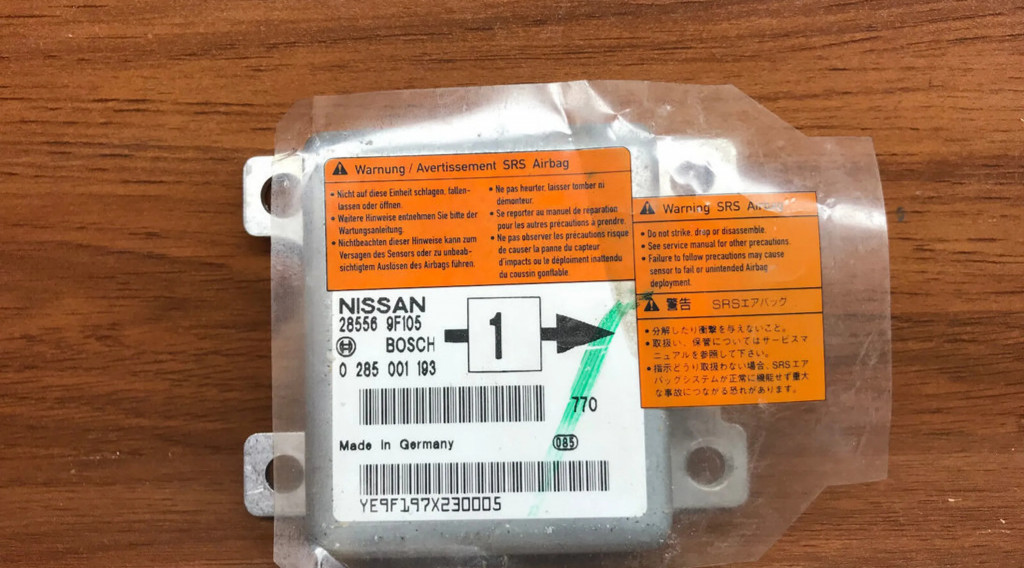 Warnung / Avertissement SRS Airbag
• Nicht auf diese Einheit schlagen, fallen-
lassen oder öffnen.
• Weitere Hinweise entnehmen Sie bitte der
Wartungsanleitung.
• Nichtbeachten dieser Hinweise kann zum
Versagen des Sensors oder zu unbeab-
sichtigtem Auslösen des Airbags führen.
• Ne pas heurter, laisser tomber ni
démonteur.
• Se reporter au manuel de réparation
pour les autres précautions à prendre.
• Ne pas observer les précautions risque
de causer la panne du capteur
d'impacts ou le déploiment inattendu
du coussin gonflable.
Warning SRS Airbag
• Do not strike, drop or disassemble.
• See service manual for other precautions.
• Failure to follow precautions may cause
sensor to fail or unintended Airbag
deployment.
警告 SRSエアバッグ
• 分解したり衝撃を与えないこと。
• 取扱い、保管についてはサービスマ
ニュアルを参照して下さい。
• 指示どうり取扱わない場合、SRSエア
バッグシステムが正常に機能せず重大
な事故につながる恐れがあります。
NISSAN
28556 9F105
BOSCH
0 285 001 193
1
770
Made in Germany
085
YE9F197X230005